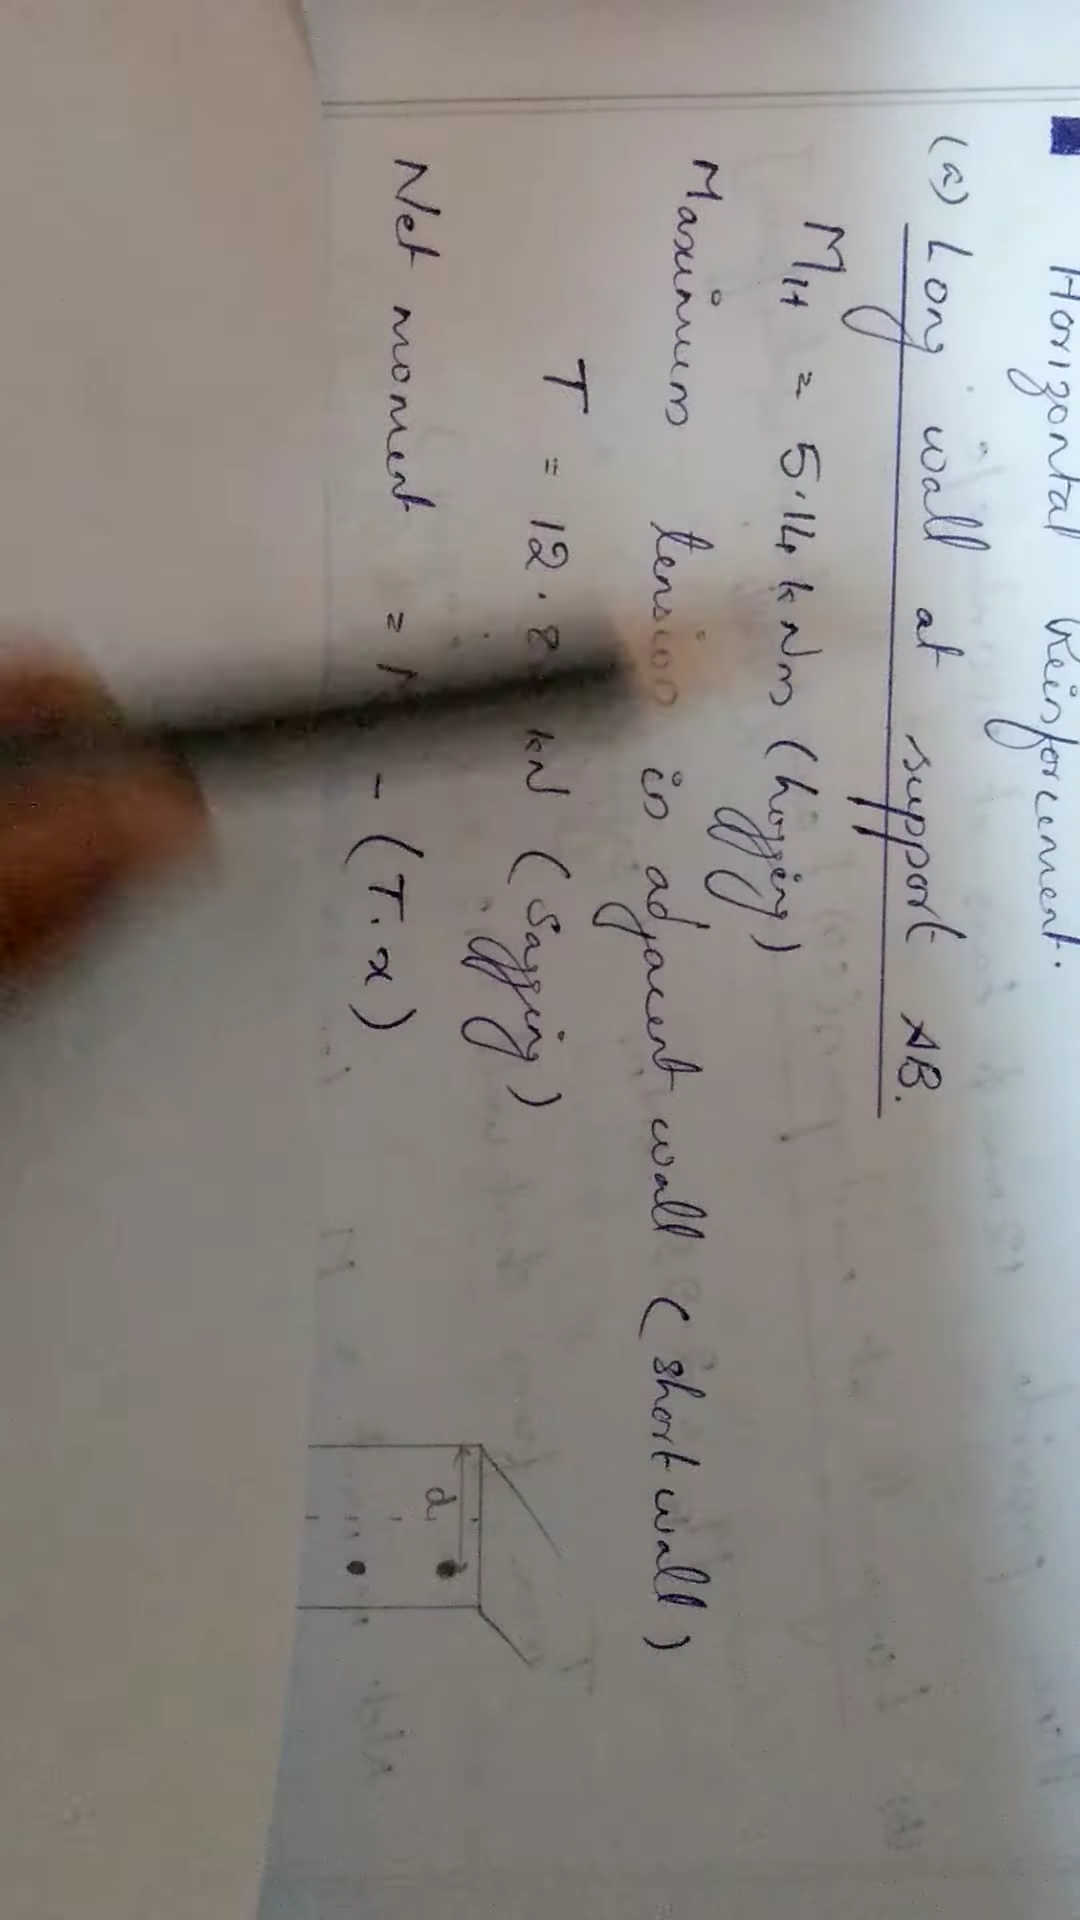 Horizontal Reinforcement.
(a) Long wall at support AB.
MH = 5.14 kNm (hogging)
Maximum tension in adjacent wall (short wall)
T = 12.8 kN (Sagging)
Net moment = - (T.x)
d